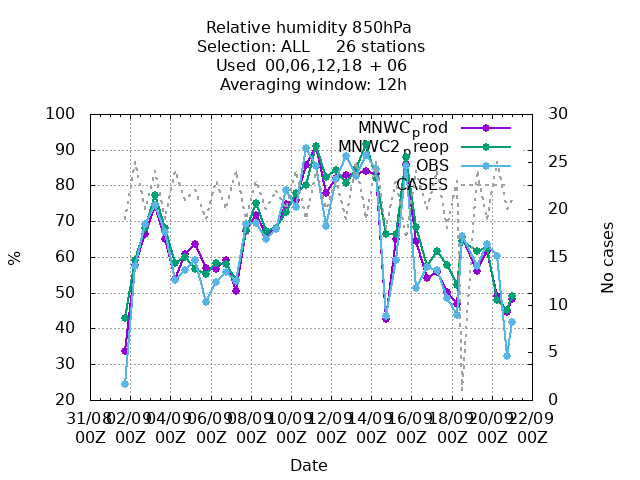 Relative humidity 850hPa
Selection: ALL 26 stations
Used 00,06,12,18 + 06
Averaging window: 12h
100 30
MNWCprod
MNWC2preop
OBS
CASES
90 25
80 20
70
60 15
50 10
40
30 5
20 0
%
No cases
31/08 02/09 04/09 06/09 08/09 10/09 12/09 14/09 16/09 18/09 20/09 22/09
00Z 00Z 00Z 00Z 00Z 00Z 00Z 00Z 00Z 00Z 00Z 00Z
Date